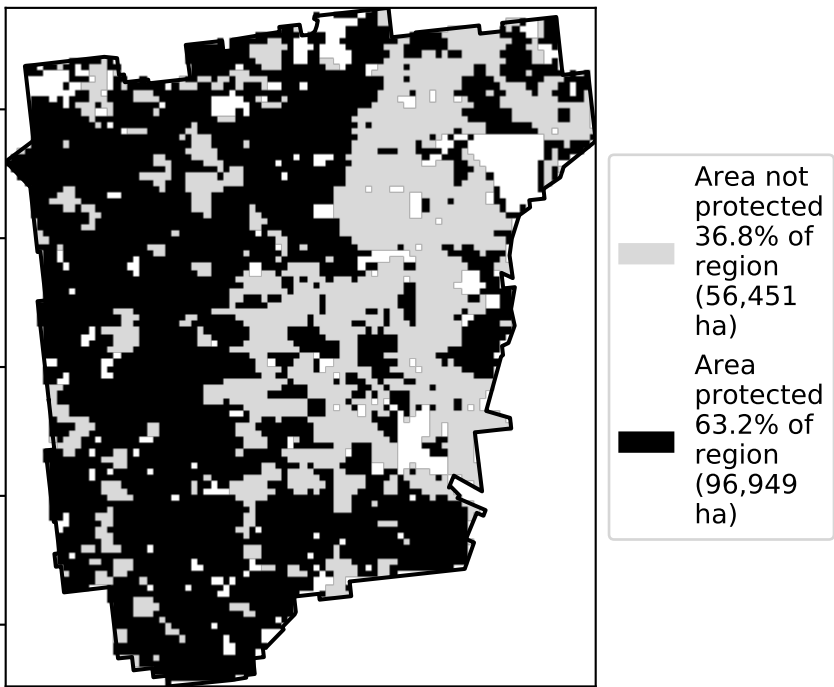 Area not
protected
36.8% of
region
(56,451
ha)
Area
protected
63.2% of
region
(96,949
ha)